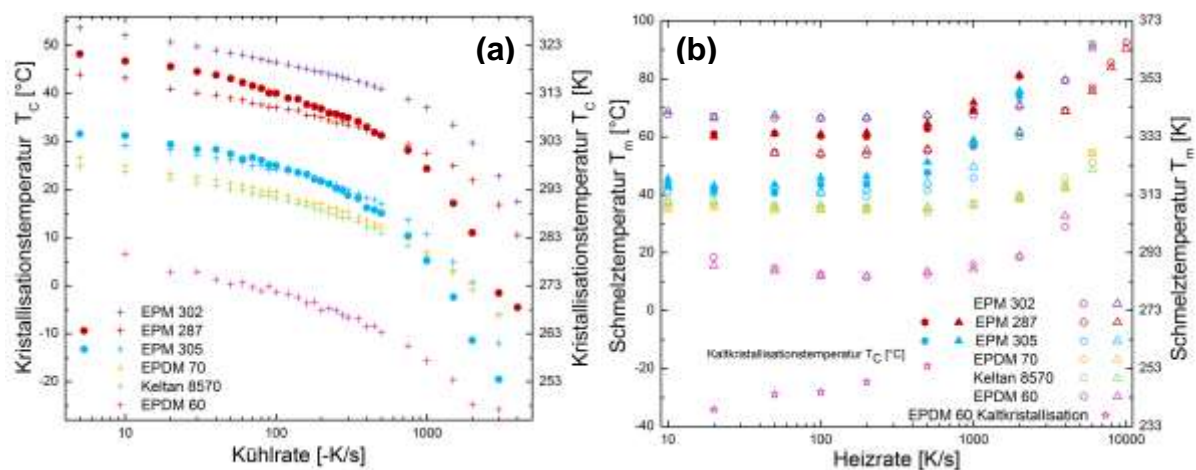 (a)
Kristallisationstemperatur T_C [°C]
50
40
30
20
10
0
-10
-20
323
313
303
293
283
273
263
253
Kristallisationstemperatur T_C [K]
EPM 302
EPM 287
EPM 305
EPDM 70
Keltan 8570
EPDM 60
10
100
1000
Kühlrate [-K/s]
(b)
Schmelztemperatur T_m [°C]
100
80
60
40
20
0
-20
-40
373
353
333
313
293
273
253
233
Schmelztemperatur T_m [K]
EPM 302
EPM 287
Kaltkristallisationstemperatur T_C [°C]
EPM 305
EPDM 70
Keltan 8570
EPDM 60
EPDM 60 Kaltkristallisation
10
100
1000
10000
Heizrate [K/s]